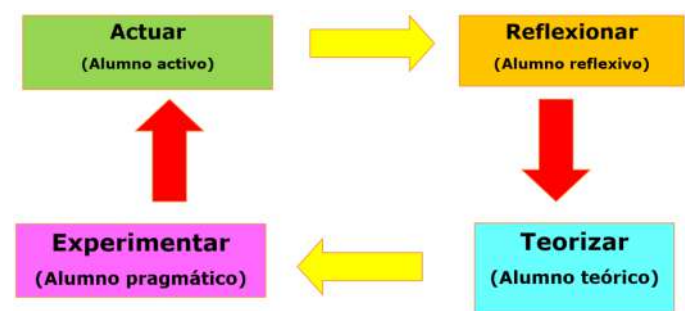 Actuar
(Alumno activo)
Reflexionar
(Alumno reflexivo)
Experimentar
(Alumno pragmático)
Teorizar
(Alumno teórico)